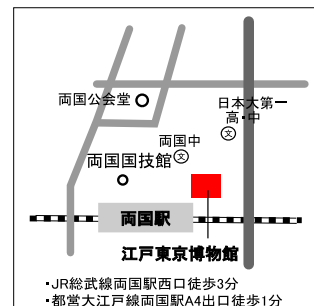 両国公会堂
日本大第一
高・中
文
両国中
文
両国国技館
両国駅
江戸東京博物館
・JR総武線両国駅西口徒歩3分
・都営大江戸線両国駅A4出口徒歩1分